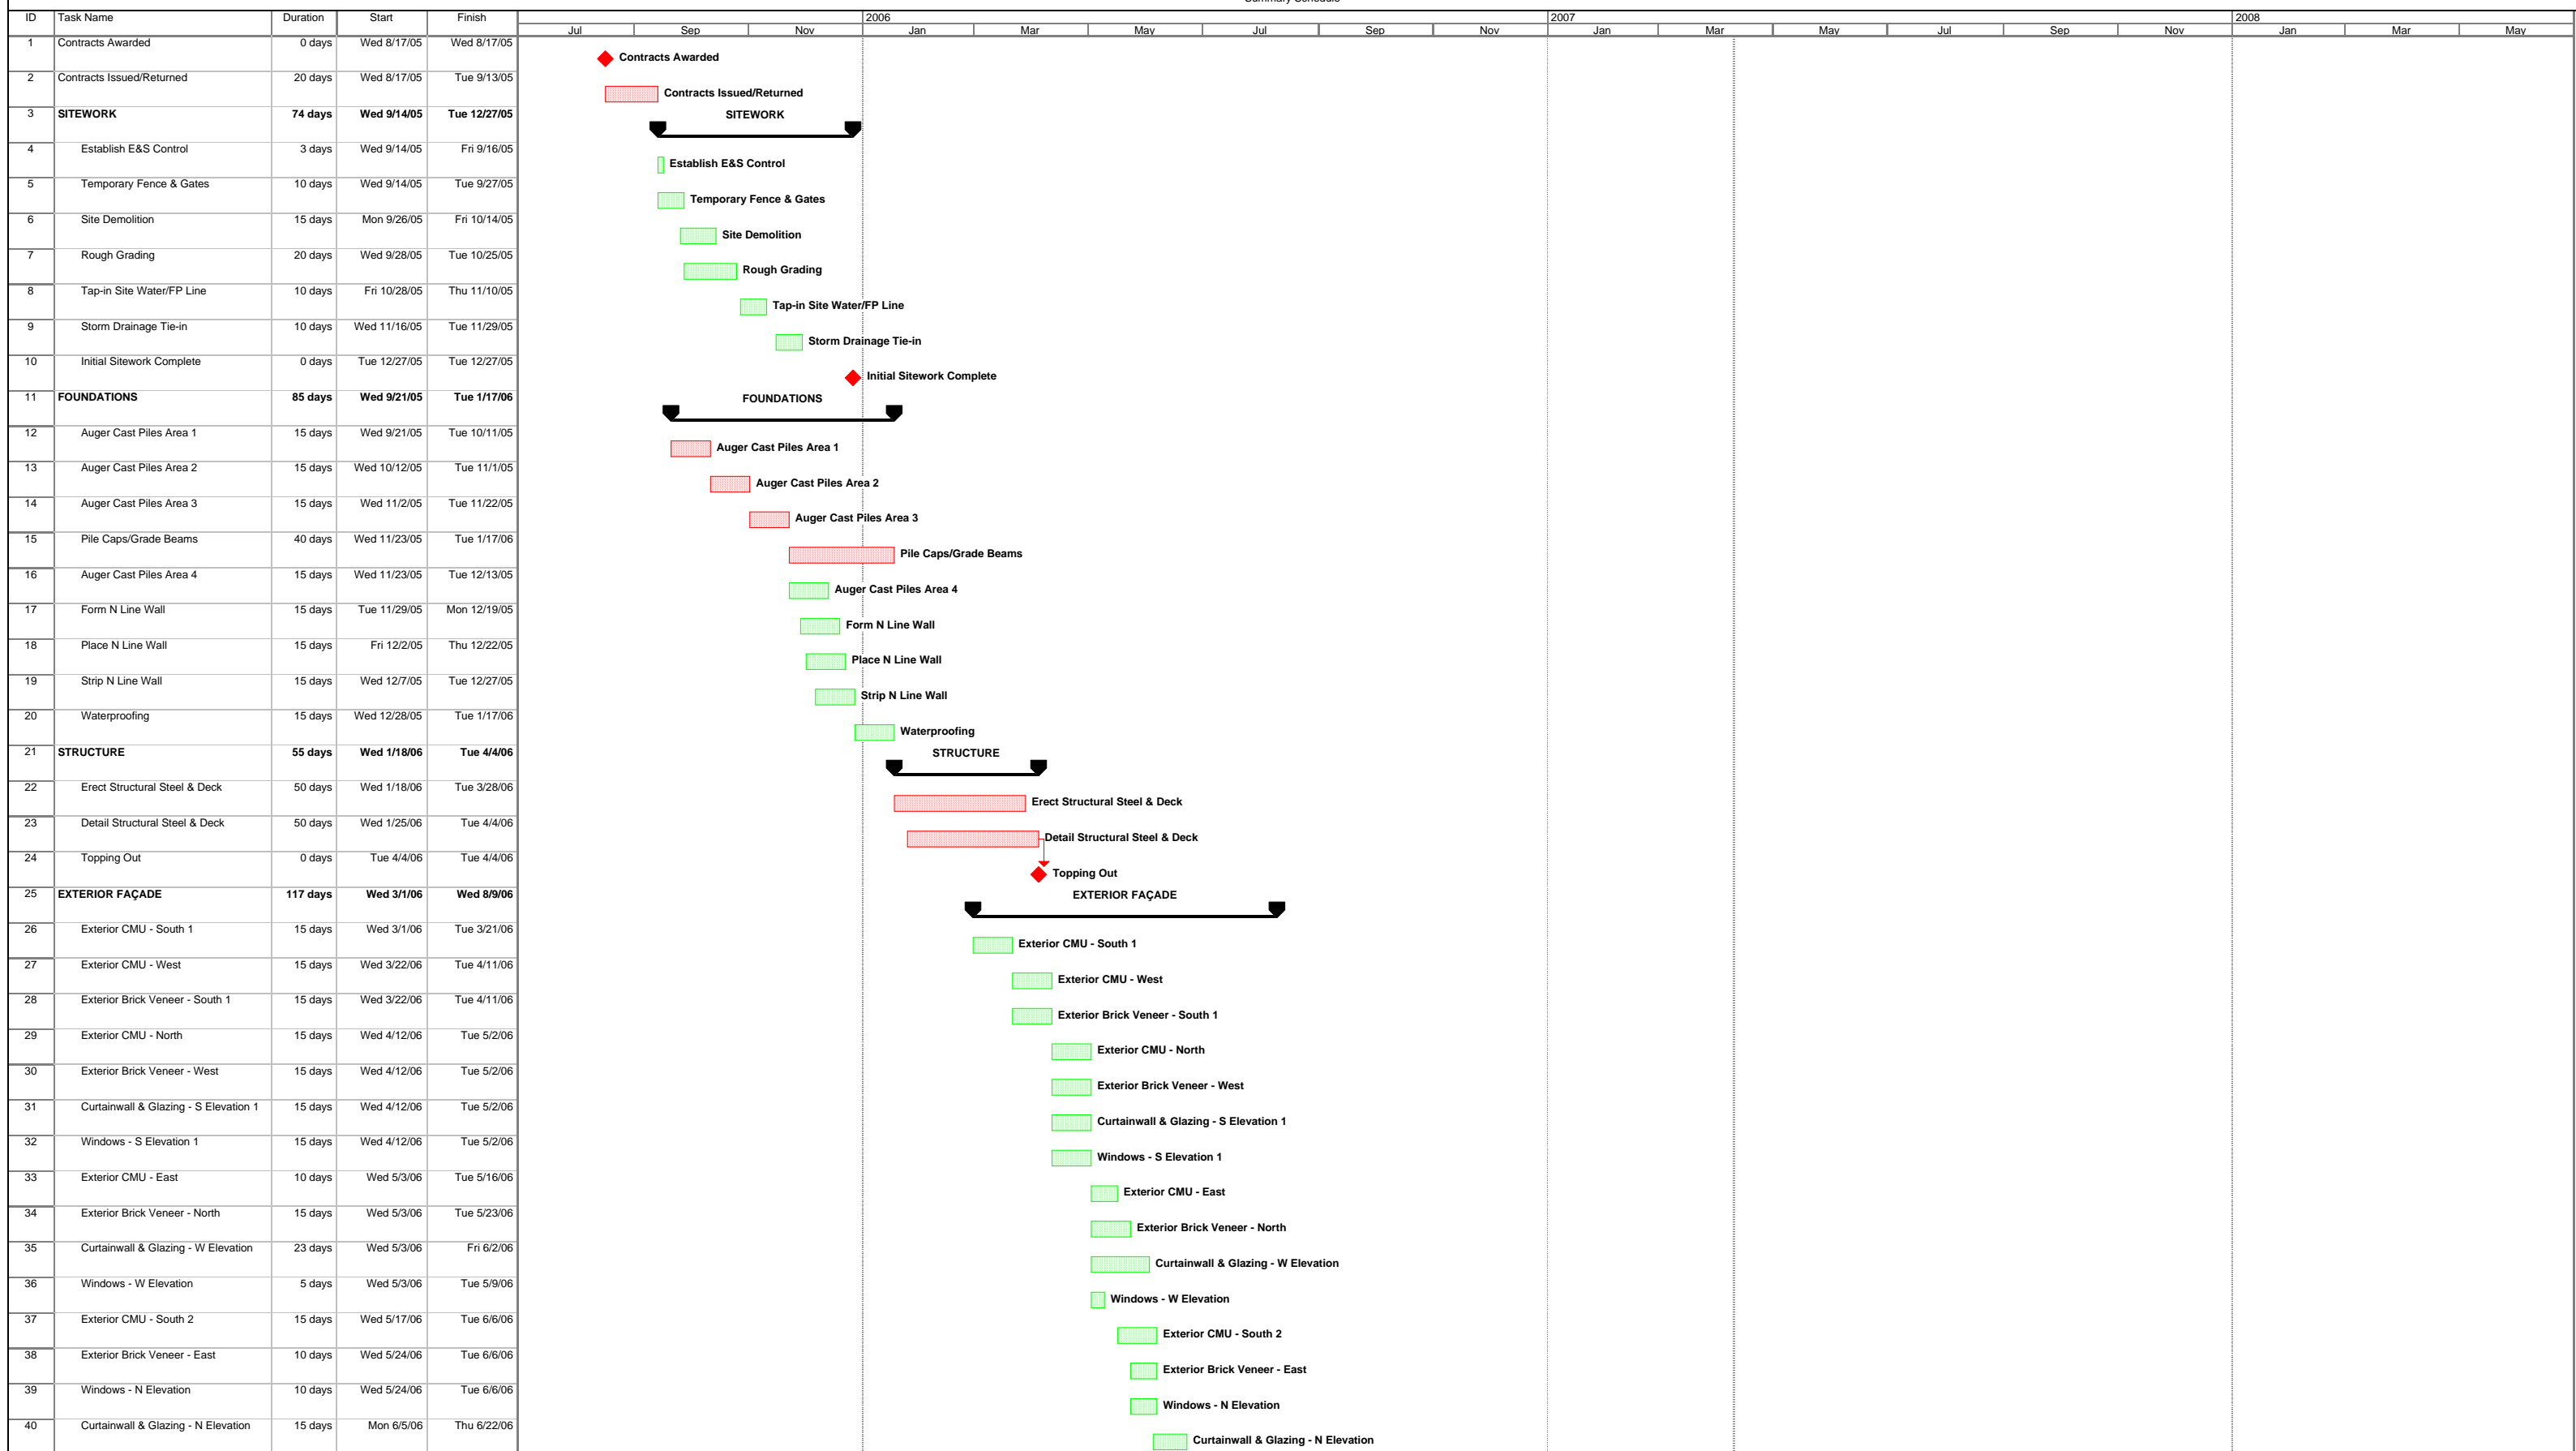 Summary Schedule
ID Task Name Duration Start Finish 2006 2007 2008
Jul Sep Nov Jan Mar May Jul Sep Nov Jan Mar May Jul Sep Nov Jan Mar May
1 Contracts Awarded 0 days Wed 8/17/05 Wed 8/17/05
Contracts Awarded
2 Contracts Issued/Returned 20 days Wed 8/17/05 Tue 9/13/05
Contracts Issued/Returned
3 SITEWORK 74 days Wed 9/14/05 Tue 12/27/05 SITEWORK
4 Establish E&S Control 3 days Wed 9/14/05 Fri 9/16/05
Establish E&S Control
5 Temporary Fence & Gates 10 days Wed 9/14/05 Tue 9/27/05
Temporary Fence & Gates
6 Site Demolition 15 days Mon 9/26/05 Fri 10/14/05
Site Demolition
7 Rough Grading 20 days Wed 9/28/05 Tue 10/25/05
Rough Grading
8 Tap-in Site Water/FP Line 10 days Fri 10/28/05 Thu 11/10/05
Tap-in Site Water/FP Line
9 Storm Drainage Tie-in 10 days Wed 11/16/05 Tue 11/29/05
Storm Drainage Tie-in
10 Initial Sitework Complete 0 days Tue 12/27/05 Tue 12/27/05
Initial Sitework Complete
11 FOUNDATIONS 85 days Wed 9/21/05 Tue 1/17/06 FOUNDATIONS
12 Auger Cast Piles Area 1 15 days Wed 9/21/05 Tue 10/11/05
Auger Cast Piles Area 1
13 Auger Cast Piles Area 2 15 days Wed 10/12/05 Tue 11/1/05
Auger Cast Piles Area 2
14 Auger Cast Piles Area 3 15 days Wed 11/2/05 Tue 11/22/05
Auger Cast Piles Area 3
15 Pile Caps/Grade Beams 40 days Wed 11/23/05 Tue 1/17/06
Pile Caps/Grade Beams
16 Auger Cast Piles Area 4 15 days Wed 11/23/05 Tue 12/13/05
Auger Cast Piles Area 4
17 Form N Line Wall 15 days Tue 11/29/05 Mon 12/19/05
Form N Line Wall
18 Place N Line Wall 15 days Fri 12/2/05 Thu 12/22/05
Place N Line Wall
19 Strip N Line Wall 15 days Wed 12/7/05 Tue 12/27/05
Strip N Line Wall
20 Waterproofing 15 days Wed 12/28/05 Tue 1/17/06
Waterproofing
21 STRUCTURE 55 days Wed 1/18/06 Tue 4/4/06 STRUCTURE
22 Erect Structural Steel & Deck 50 days Wed 1/18/06 Tue 3/28/06
Erect Structural Steel & Deck
23 Detail Structural Steel & Deck 50 days Wed 1/25/06 Tue 4/4/06
Detail Structural Steel & Deck
24 Topping Out 0 days Tue 4/4/06 Tue 4/4/06
Topping Out
25 EXTERIOR FAÇADE 117 days Wed 3/1/06 Wed 8/9/06 EXTERIOR FAÇADE
26 Exterior CMU - South 1 15 days Wed 3/1/06 Tue 3/21/06
Exterior CMU - South 1
27 Exterior CMU - West 15 days Wed 3/22/06 Tue 4/11/06
Exterior CMU - West
28 Exterior Brick Veneer - South 1 15 days Wed 3/22/06 Tue 4/11/06
Exterior Brick Veneer - South 1
29 Exterior CMU - North 15 days Wed 4/12/06 Tue 5/2/06
Exterior CMU - North
30 Exterior Brick Veneer - West 15 days Wed 4/12/06 Tue 5/2/06
Exterior Brick Veneer - West
31 Curtainwall & Glazing - S Elevation 1 15 days Wed 4/12/06 Tue 5/2/06
Curtainwall & Glazing - S Elevation 1
32 Windows - S Elevation 1 15 days Wed 4/12/06 Tue 5/2/06
Windows - S Elevation 1
33 Exterior CMU - East 10 days Wed 5/3/06 Tue 5/16/06
Exterior CMU - East
34 Exterior Brick Veneer - North 15 days Wed 5/3/06 Tue 5/23/06
Exterior Brick Veneer - North
35 Curtainwall & Glazing - W Elevation 23 days Wed 5/3/06 Fri 6/2/06
Curtainwall & Glazing - W Elevation
36 Windows - W Elevation 5 days Wed 5/3/06 Tue 5/9/06
Windows - W Elevation
37 Exterior CMU - South 2 15 days Wed 5/17/06 Tue 6/6/06
Exterior CMU - South 2
38 Exterior Brick Veneer - East 10 days Wed 5/24/06 Tue 6/6/06
Exterior Brick Veneer - East
39 Windows - N Elevation 10 days Wed 5/24/06 Tue 6/6/06
Windows - N Elevation
40 Curtainwall & Glazing - N Elevation 15 days Mon 6/5/06 Thu 6/22/06
Curtainwall & Glazing - N Elevation